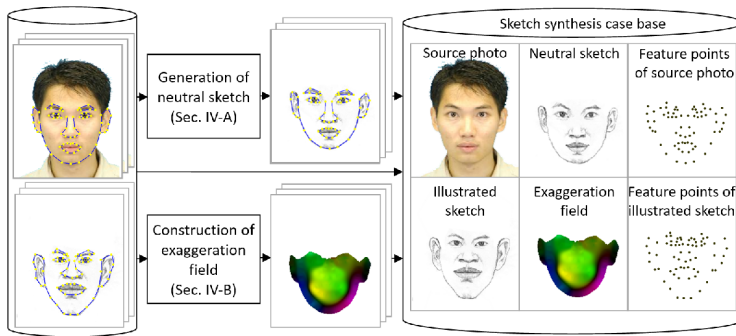 Sketch synthesis case base
Generation of
neutral sketch
(Sec. IV-A)
Source photo
Neutral sketch
Feature points
of source photo
Construction of
exaggeration
field
(Sec. IV-B)
Illustrated
sketch
Exaggeration
field
Feature points of
illustrated sketch